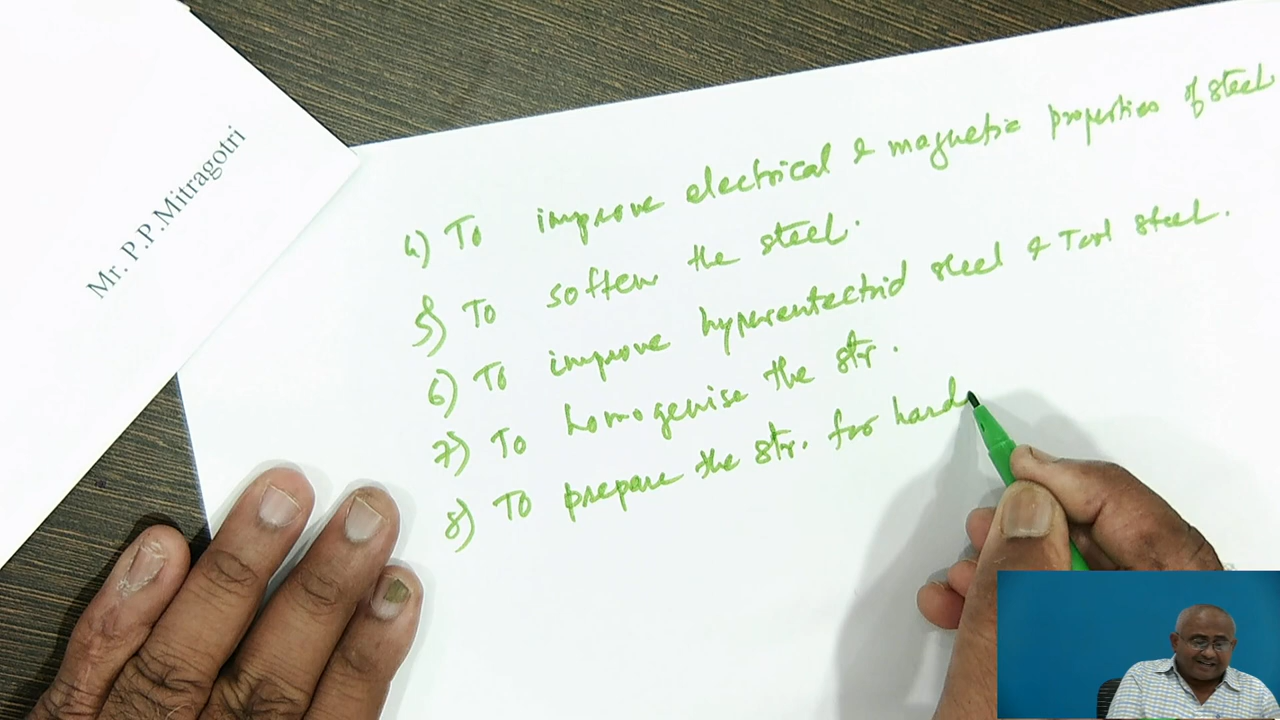 Mr. P.P.Mitragotri
4) To improve electrical & magnetic properties of steel
5) To soften the steel.
6) To improve hypereutectoid steel & Tool steel.
7) To homogenise the str.
8) To prepare the str. for hard